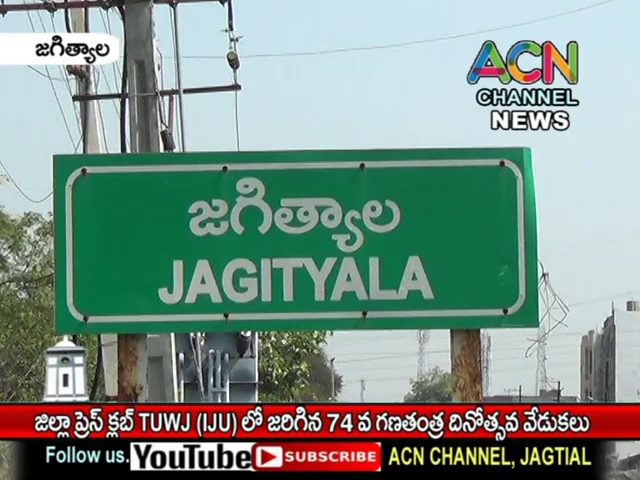 జగిత్యాల
ACN
CHANNEL
NEWS
జగిత్యాల
JAGITYALA
జిల్లా ప్రెస్ క్లబ్ TUWJ (IJU) లో జరిగిన 74 వ గణతంత్ర దినోత్సవ వేడుకలు
Follow us. YouTube SUBSCRIBE ACN CHANNEL, JAGTIAL